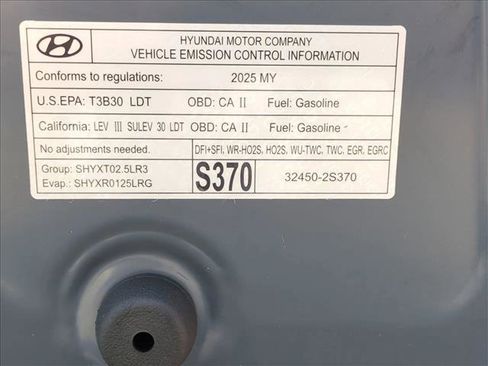 HYUNDAI MOTOR COMPANY
VEHICLE EMISSION CONTROL INFORMATION
Conforms to regulations: 2025 MY
U.S.EPA: T3B30 LDT OBD: CA II Fuel: Gasoline
California: LEV III SULEV 30 LDT OBD: CA II Fuel: Gasoline
No adjustments needed. DFI+SFI, WR-HO2S, HO2S, WU-TWC, TWC, EGR, EGRC
Group: SHYXT02.5LR3
Evap.: SHYXR0125LRG
S370
32450-2S370